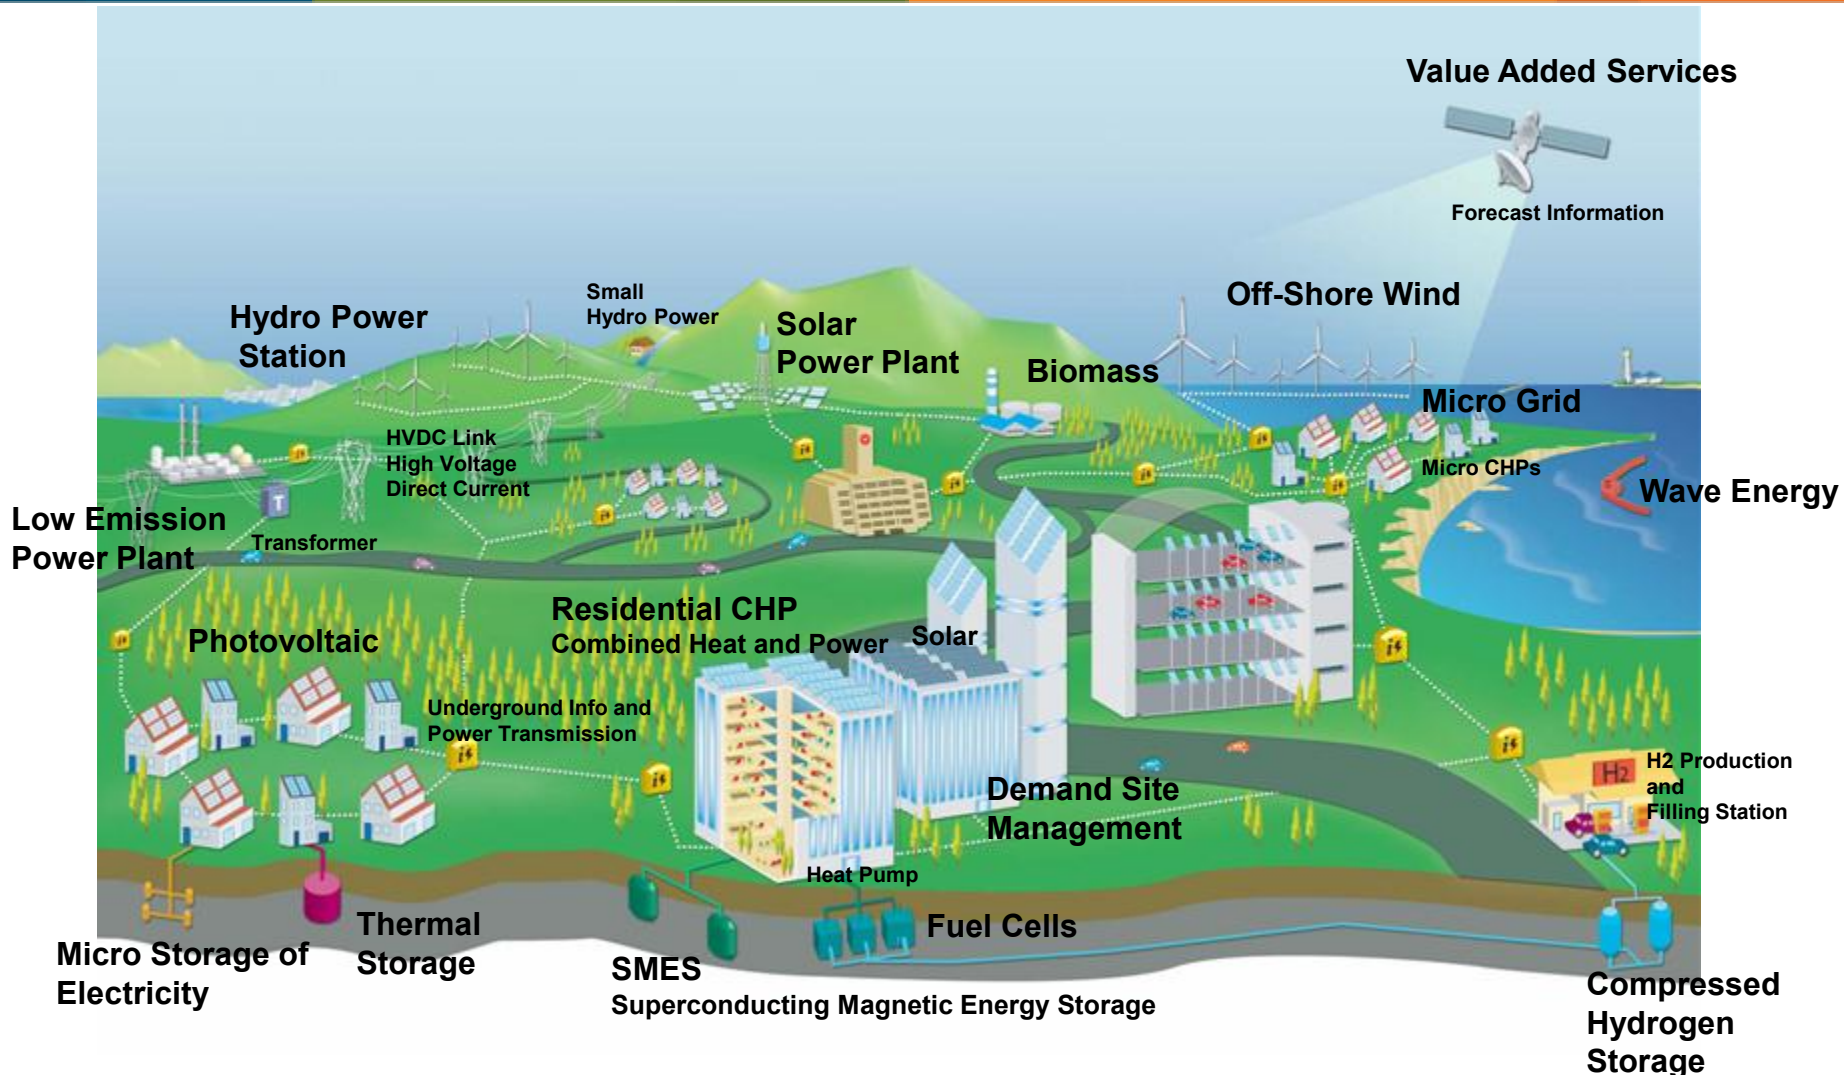 Value Added Services
Forecast Information
Small
Hydro Power
Off-Shore Wind
Hydro Power
Station
Solar
Power Plant
Biomass
Micro Grid
HVDC Link
High Voltage
Direct Current
Micro CHPs
Wave Energy
T
Low Emission
Power Plant
Transformer
Residential CHP
Combined Heat and Power
Solar
Photovoltaic
Underground Info and
Power Transmission
H2
H2 Production
and
Filling Station
Demand Site
Management
Heat Pump
Thermal
Storage
Fuel Cells
Micro Storage of
Electricity
SMES
Superconducting Magnetic Energy Storage
Compressed
Hydrogen
Storage